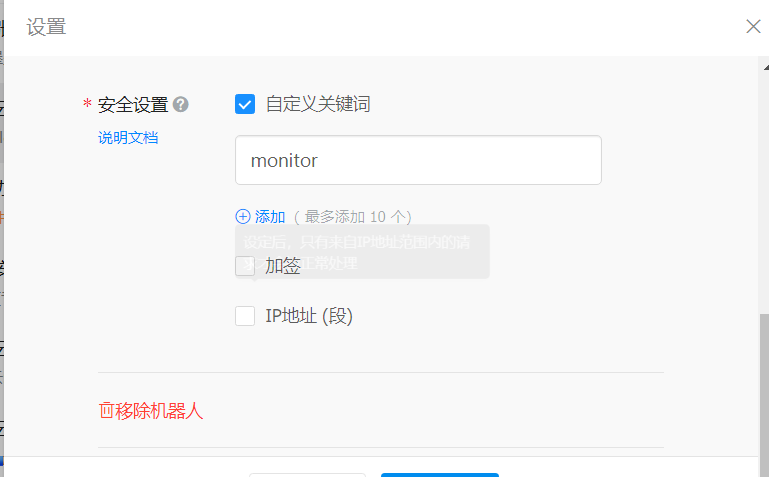 设置
* 安全设置
自定义关键词
说明文档
monitor
添加 ( 最多添加 10 个)
设定后，只有来自IP地址范围内的请
正常处理
加签
IP地址 (段)
移除机器人